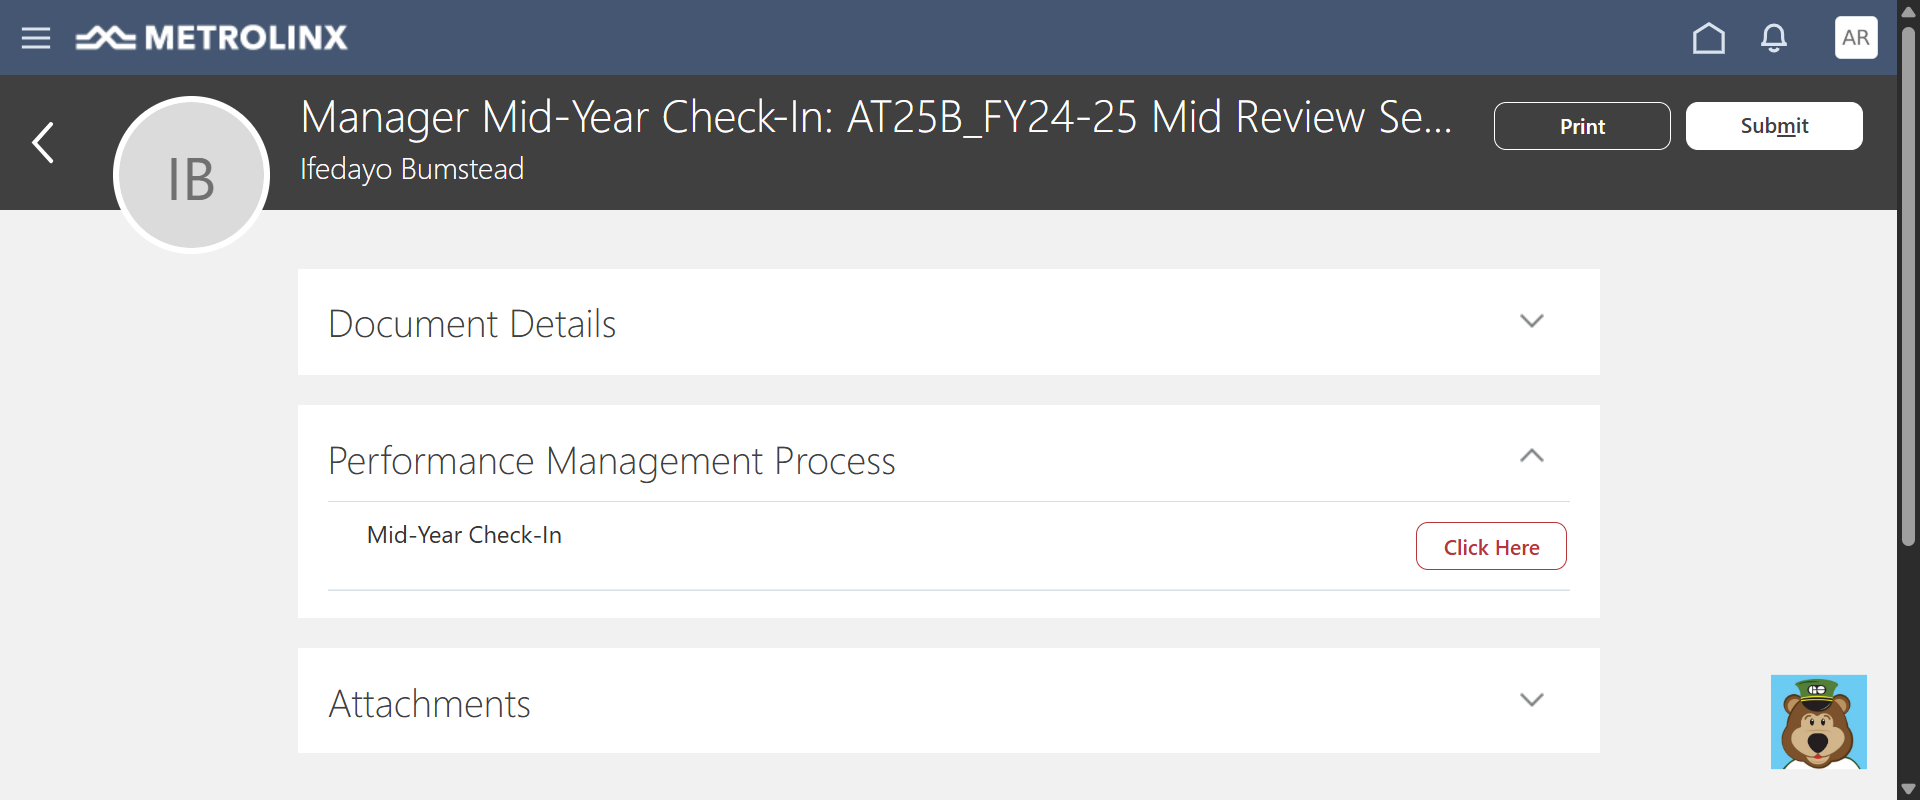 METROLINX
AR
IB
Manager Mid-Year Check-In: AT25B_FY24-25 Mid Review Se...
Ifedayo Bumstead
Print
Submit
Document Details
Performance Management Process
Mid-Year Check-In
Click Here
Attachments
GO